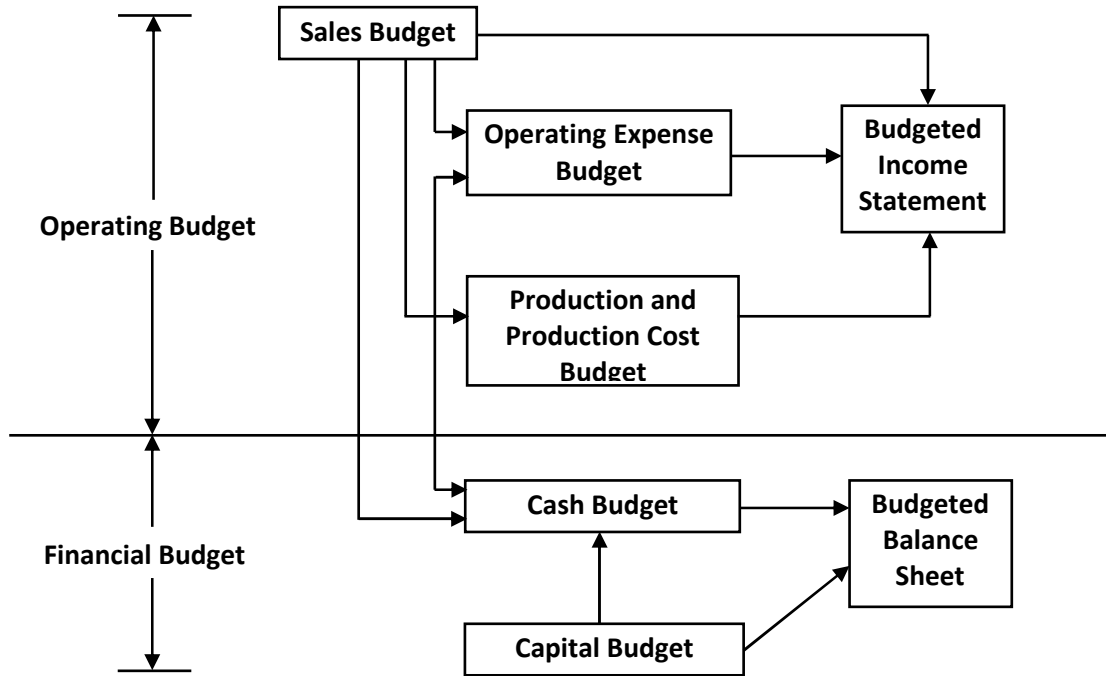 Sales Budget
Operating Expense
Budget
Budgeted
Income
Statement
Operating Budget
Production and
Production Cost
Budget
Cash Budget
Budgeted
Balance
Sheet
Financial Budget
Capital Budget